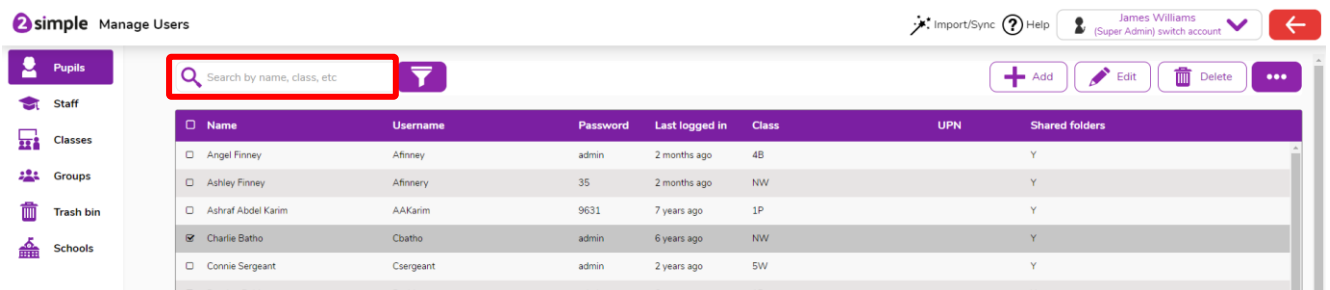 2simple Manage Users
Import/Sync ? Help
James Williams
(Super Admin) switch account
Pupils
Staff
Classes
Groups
Trash bin
Schools
Search by name, class, etc
Add Edit Delete
Name Username Password Last logged in Class UPN Shared folders
Angel Finney Afinney admin 2 months ago 4B Y
Ashley Finney Afinnery 35 2 months ago NW Y
Ashraf Abdel Karim AAKarim 9631 7 years ago 1P Y
Charlie Batho Cbatho admin 6 years ago NW Y
Connie Sergeant Csergeant admin 2 years ago 5W Y